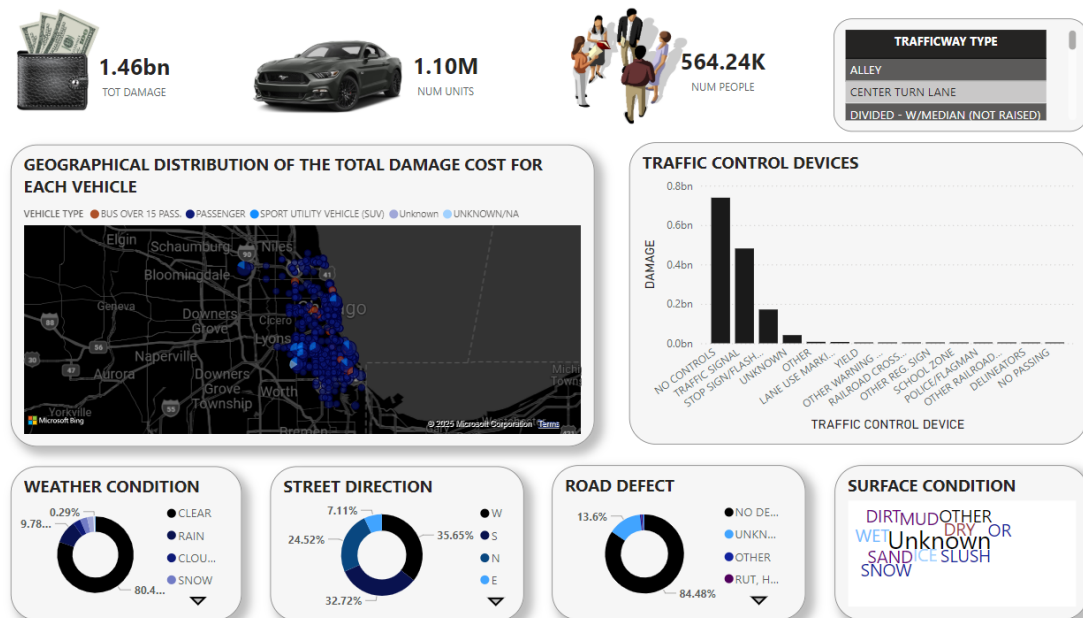 1.46bn
TOT DAMAGE
1.10M
NUM UNITS
564.24K
NUM PEOPLE
TRAFFICWAY TYPE
ALLEY
CENTER TURN LANE
DIVIDED - W/MEDIAN (NOT RAISED)
GEOGRAPHICAL DISTRIBUTION OF THE TOTAL DAMAGE COST FOR
EACH VEHICLE
VEHICLE TYPE BUS OVER 15 PASS. PASSENGER SPORT UTILITY VEHICLE (SUV) Unknown UNKNOWN/NA
Elgin
Schaumburg
Niles
90
41
Bloomingdale
Geneva
Downers
Grove
Cicero
88
Lyons
56
Naperville
30
47
Aurora
Downers
Grove
Township
Worth
55
Yorkville
Bremen
Microsoft Bing
© 2025 Microsoft Corporation Terms
TRAFFIC CONTROL DEVICES
DAMAGE
0.8bn
0.6bn
0.4bn
0.2bn
0.0bn
NO CONTROLS
TRAFFIC SIGNAL
STOP SIGN/FLASH...
UNKNOWN
OTHER
LANE USE MARKI...
YIELD
OTHER WARNING ...
RAILROAD CROSS...
OTHER REG. SIGN
SCHOOL ZONE
POLICE/FLAGMAN
OTHER RAILROAD...
DELINEATORS
NO PASSING
TRAFFIC CONTROL DEVICE
WEATHER CONDITION
0.29%
9.78...
80.4...
CLEAR
RAIN
CLOU...
SNOW
STREET DIRECTION
7.11%
24.52%
35.65%
32.72%
W
S
N
E
ROAD DEFECT
13.6%
84.48%
NO DE...
UNKN...
OTHER
RUT, H...
SURFACE CONDITION
DIRT MUD OTHER
WET Unknown DRY OR
SAND ICE SLUSH
SNOW